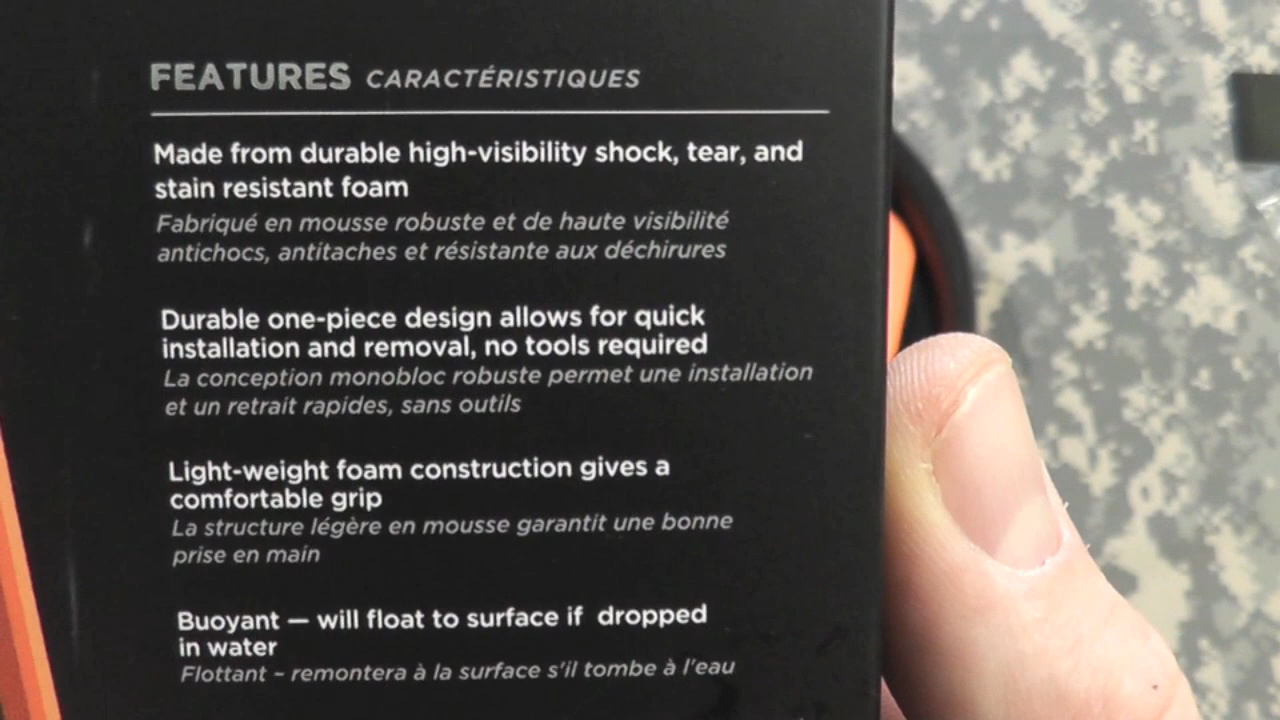 FEATURES CARACTÉRISTIQUES
Made from durable high-visibility shock, tear, and
stain resistant foam
Fabriqué en mousse robuste et de haute visibilité
antichocs, antitaches et résistante aux déchirures
Durable one-piece design allows for quick
installation and removal, no tools required
La conception monobloc robuste permet une installation
et un retrait rapides, sans outils
Light-weight foam construction gives a
comfortable grip
La structure légère en mousse garantit une bonne
prise en main
Buoyant — will float to surface if dropped
in water
Flottant – remontera à la surface s'il tombe à l'eau